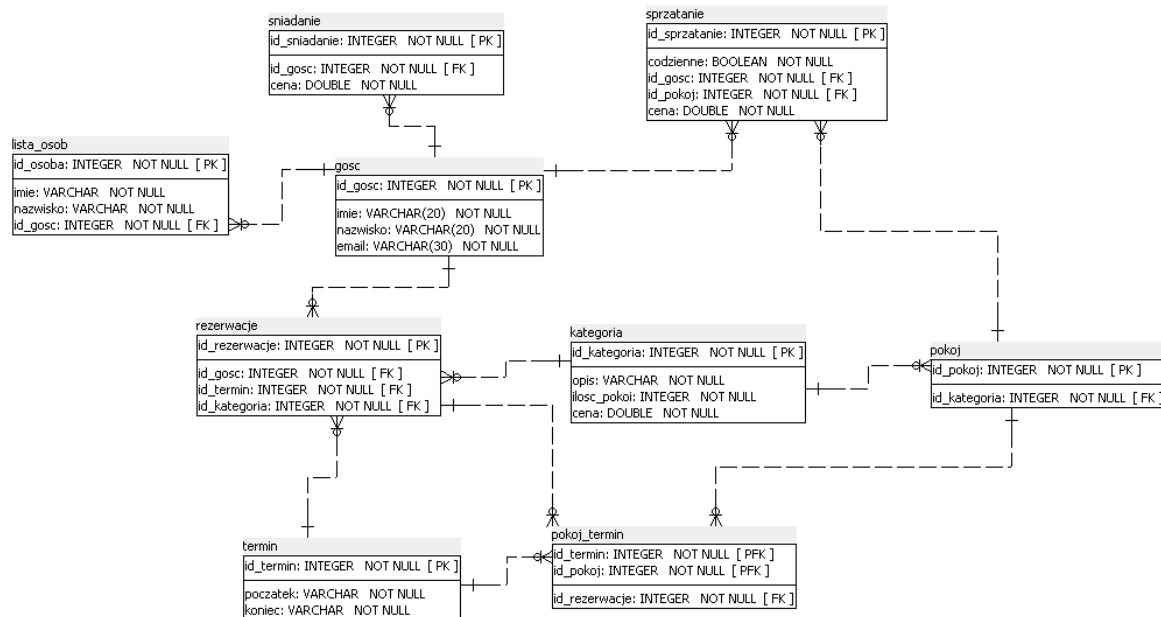 sniadanie
id_sniadanie: INTEGER NOT NULL [ PK ]
id_gosc: INTEGER NOT NULL [ FK ]
cena: DOUBLE NOT NULL
sprzatanie
id_sprzatanie: INTEGER NOT NULL [ PK ]
codzienne: BOOLEAN NOT NULL
id_gosc: INTEGER NOT NULL [ FK ]
id_pokoj: INTEGER NOT NULL [ FK ]
cena: DOUBLE NOT NULL
lista_osob
id_osoba: INTEGER NOT NULL [ PK ]
imie: VARCHAR NOT NULL
nazwisko: VARCHAR NOT NULL
id_gosc: INTEGER NOT NULL [ FK ]
gosc
id_gosc: INTEGER NOT NULL [ PK ]
imie: VARCHAR(20) NOT NULL
nazwisko: VARCHAR(20) NOT NULL
email: VARCHAR(30) NOT NULL
rezerwacje
id_rezerwacje: INTEGER NOT NULL [ PK ]
id_gosc: INTEGER NOT NULL [ FK ]
id_termin: INTEGER NOT NULL [ FK ]
id_kategoria: INTEGER NOT NULL [ FK ]
kategoria
id_kategoria: INTEGER NOT NULL [ PK ]
opis: VARCHAR NOT NULL
ilosc_pokoi: INTEGER NOT NULL
cena: DOUBLE NOT NULL
pokoj
id_pokoj: INTEGER NOT NULL [ PK ]
id_kategoria: INTEGER NOT NULL [ FK ]
termin
id_termin: INTEGER NOT NULL [ PK ]
poczatek: VARCHAR NOT NULL
koniec: VARCHAR NOT NULL
pokoj_termin
id_termin: INTEGER NOT NULL [ PFK ]
id_pokoj: INTEGER NOT NULL [ PFK ]
id_rezerwacje: INTEGER NOT NULL [ FK ]